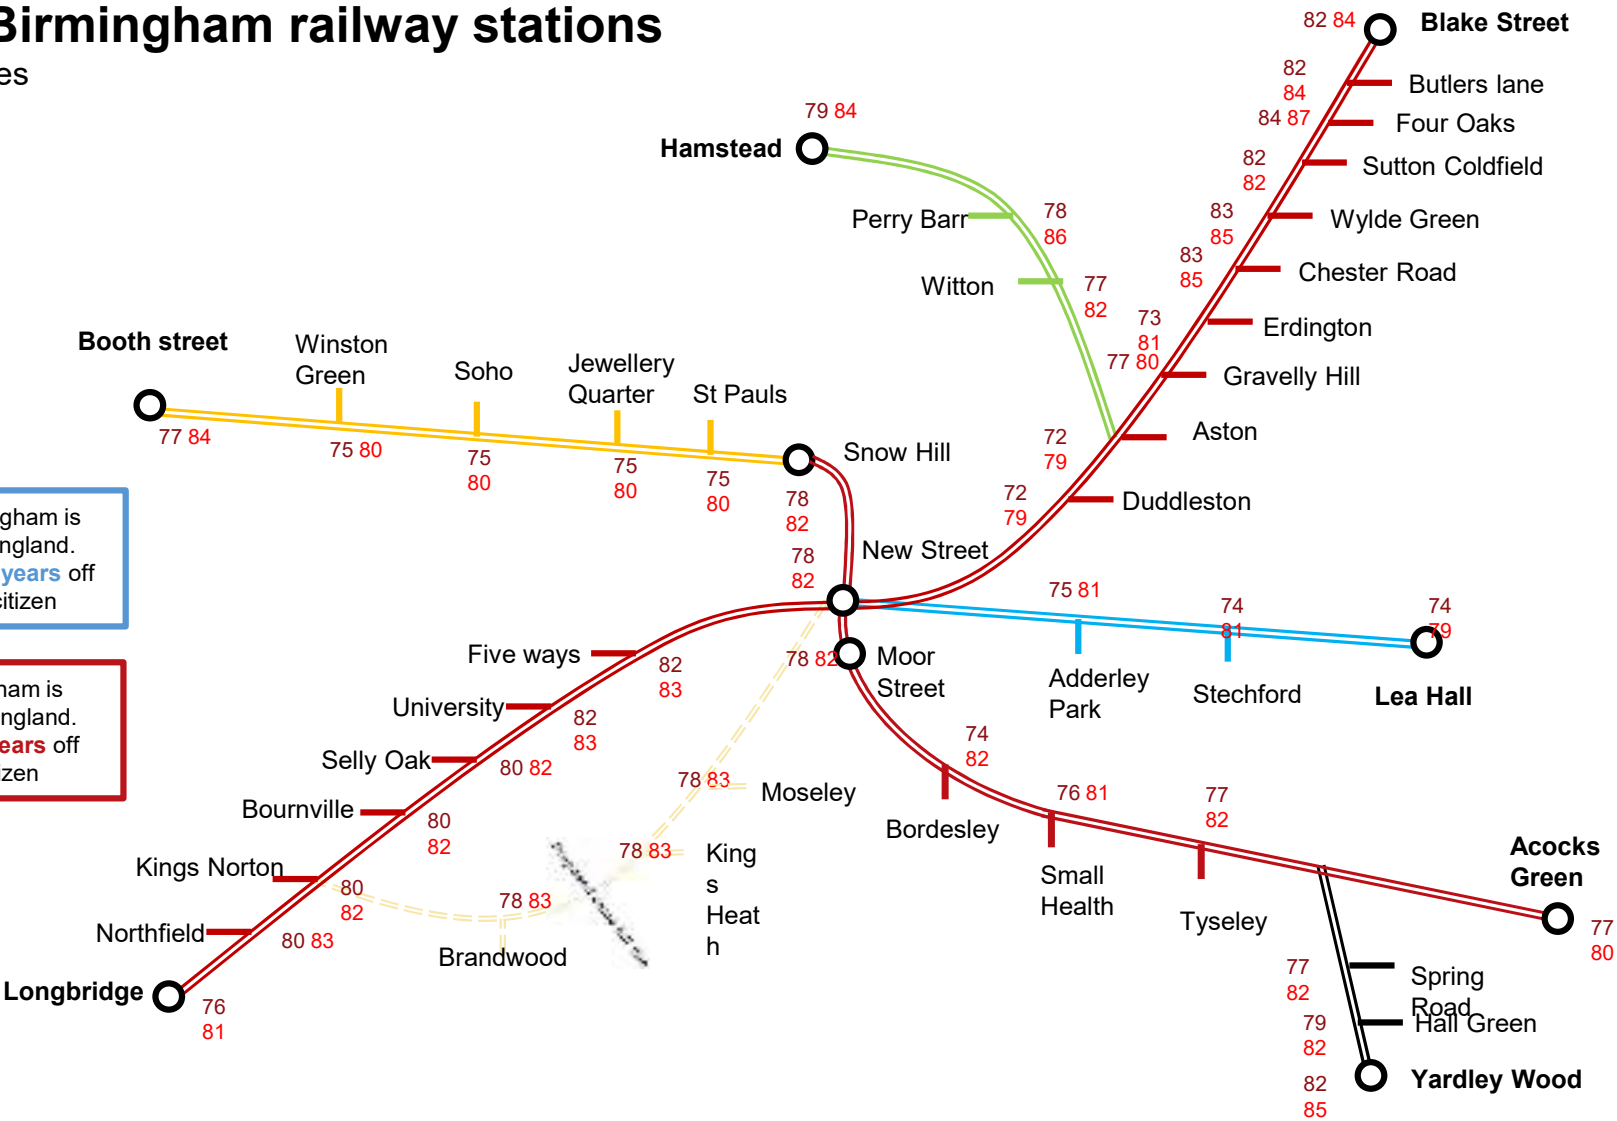 Birmingham railway stations
es
82 84
Blake Street
82
84
Butlers lane
84 87
Four Oaks
82
82
Sutton Coldfield
83
85
Wylde Green
83
85
Chester Road
73
81
Erdington
77 80
Gravelly Hill
79 84
Hamstead
Perry Barr
78
86
Witton
77
82
72
79
Aston
72
79
Duddleston
Booth street
77 84
Winston
Green
75 80
Soho
75
80
Jewellery
Quarter
75
80
St Pauls
75
80
Snow Hill
78
82
New Street
78
82
ngham is
ngland.
years off
citizen
ham is
ngland.
ears off
izen
75 81
Adderley
Park
74
81
Stechford
74
79
Lea Hall
78 82
Moor
Street
Five ways
82
83
University
82
83
Selly Oak
80 82
Bournville
80
82
Kings Norton
80
82
Northfield
80 83
Longbridge
76
81
78 83
Moseley
78 83
King
s
Heat
h
78 83
Brandwood
74
82
Bordesley
76 81
Small
Health
77
82
Tyseley
Acocks
Green
77
80
77
82
Spring
Road
79
82
Hall Green
82
85
Yardley Wood